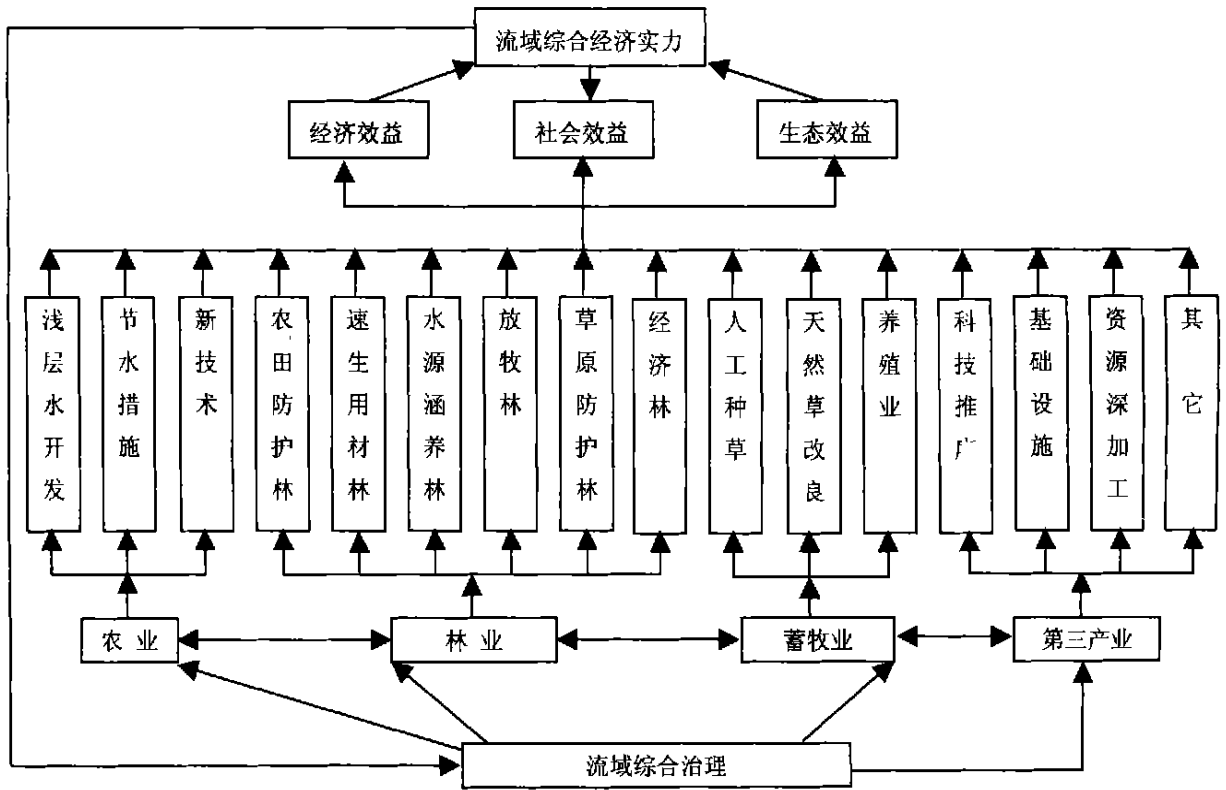 流域综合经济实力
经济效益
社会效益
生态效益
浅层水开发
节水措施
新技术
农田防护林
速生用材林
水源涵养林
放牧林
草原防护林
经济林
人工种草
天然草改良
养殖业
科技推广
基础设施
资源深加工
其它
农业
林业
蓄牧业
第三产业
流域综合治理